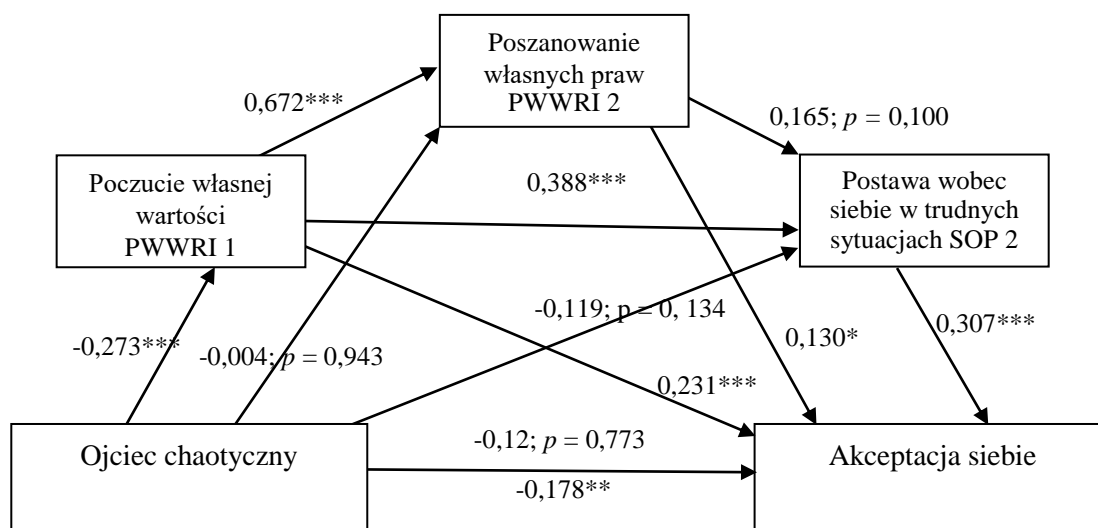 Poszanowanie
własnych praw
PWWRI 2
0,672***
0,165; p = 0,100
Poczucie własnej
wartości
PWWRI 1
0,388***
Postawa wobec
siebie w trudnych
sytuacjach SOP 2
-0,119; p = 0, 134
-0,273***
-0,004; p = 0,943
0,130*
0,307***
0,231***
Ojciec chaotyczny
-0,12; p = 0,773
-0,178**
Akceptacja siebie